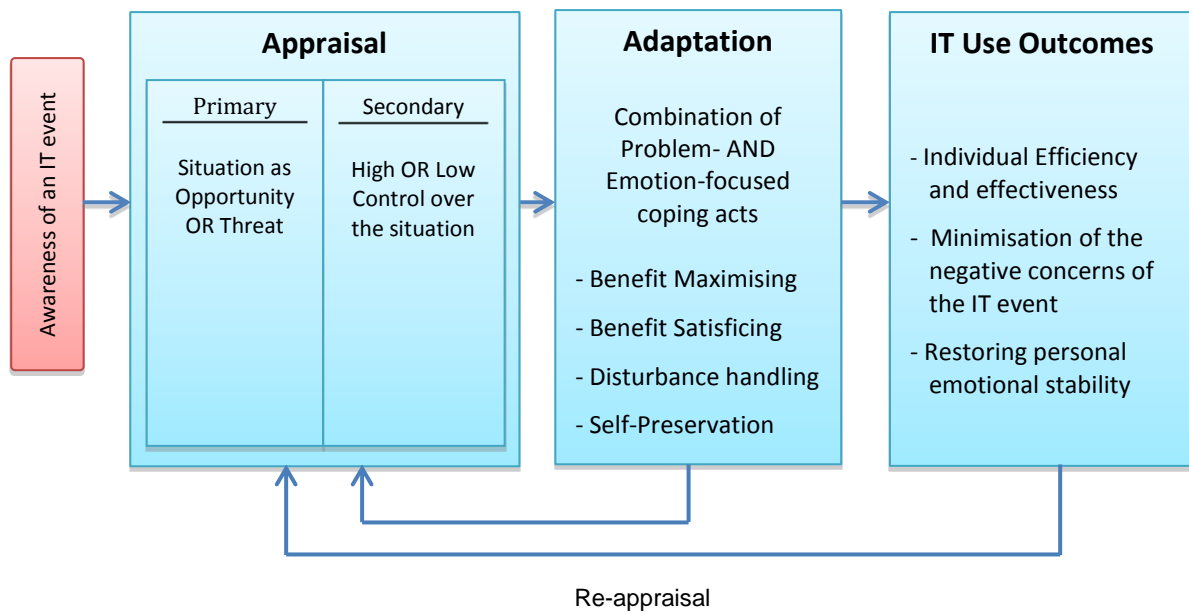 Awareness of an IT event
Appraisal
Primary
Situation as
Opportunity
OR Threat
Secondary
High OR Low
Control over
the situation
Adaptation
Combination of
Problem- AND
Emotion-focused
coping acts
- Benefit Maximising
- Benefit Satisficing
- Disturbance handling
- Self-Preservation
IT Use Outcomes
- Individual Efficiency
and effectiveness
- Minimisation of the
negative concerns of
the IT event
- Restoring personal
emotional stability
Re-appraisal